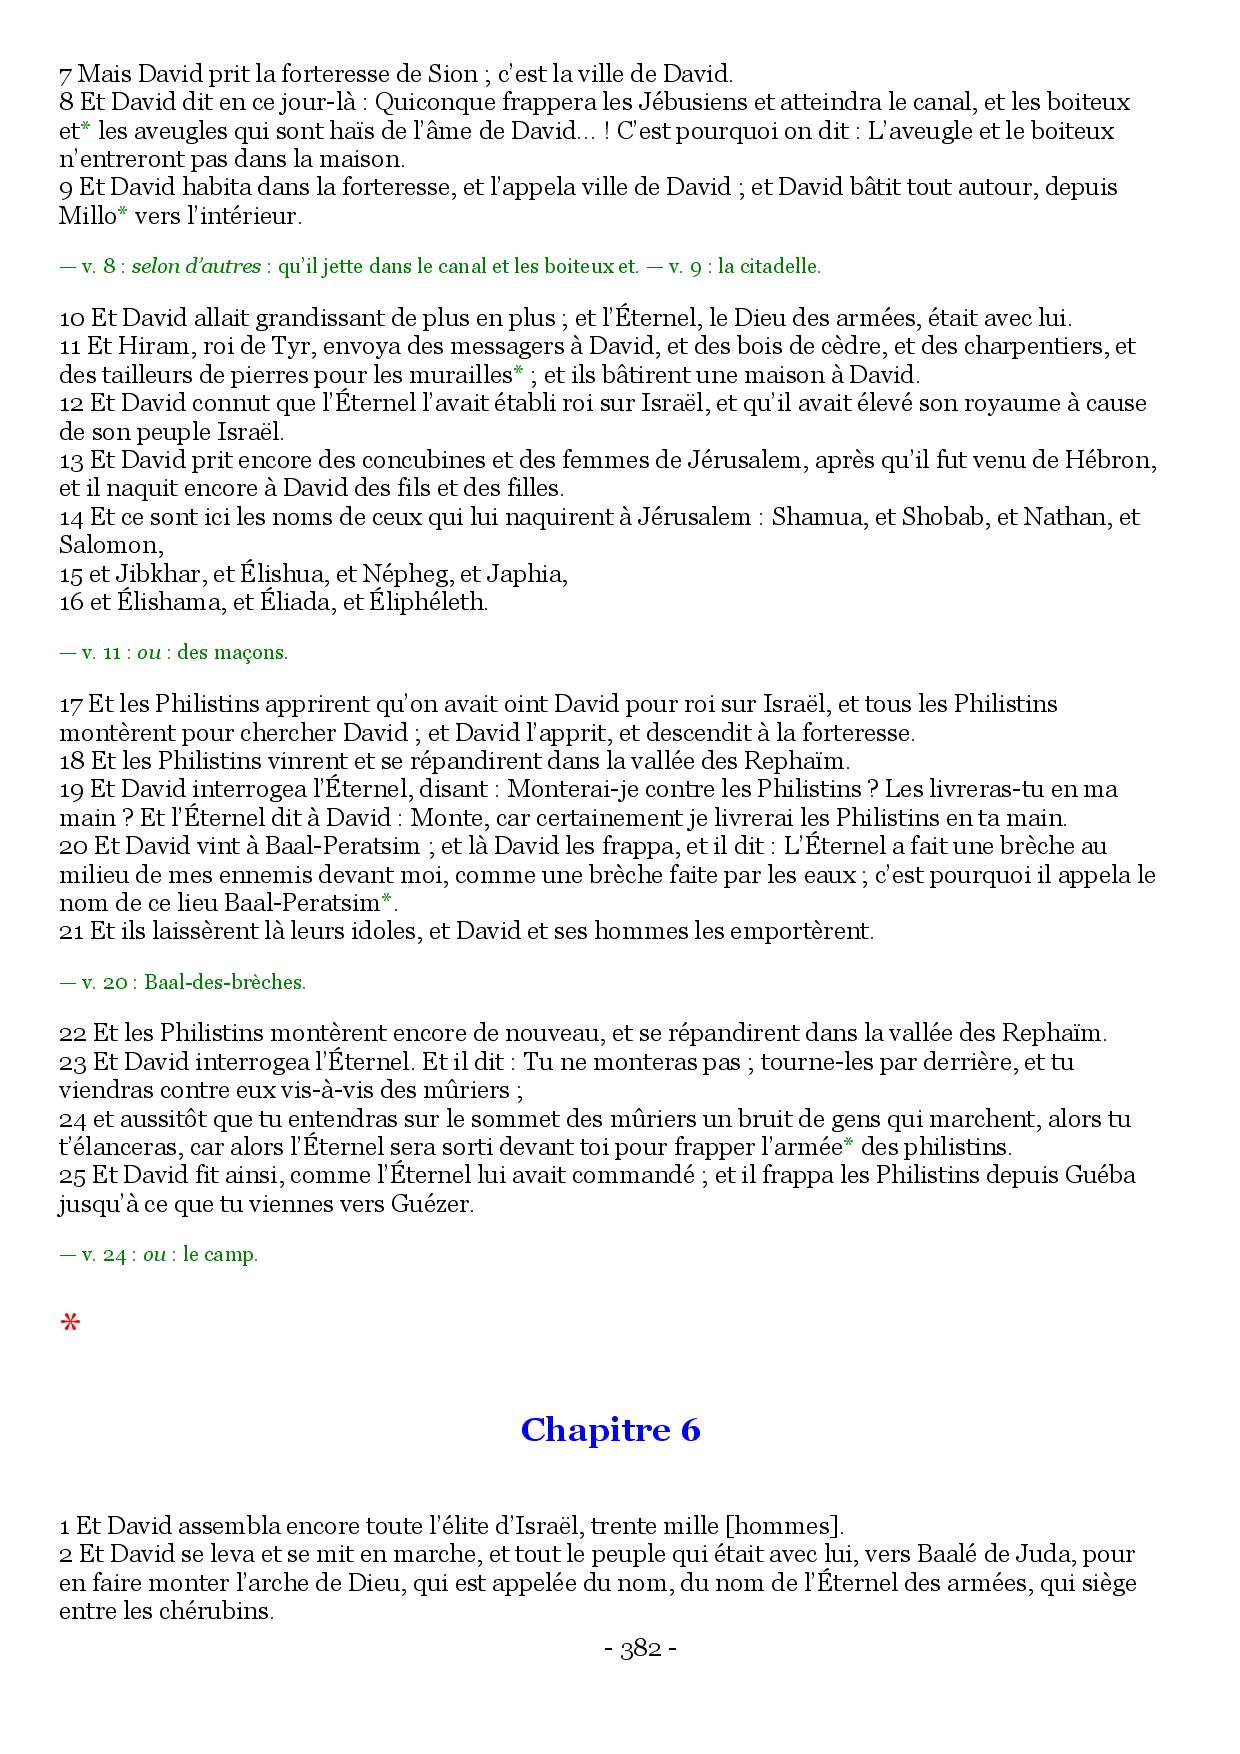 7 Mais David prit la forteresse de Sion ; c’est la ville de David.
8 Et David dit en ce jour-là : Quiconque frappera les Jébusiens et atteindra le canal, et les boiteux
et* les aveugles qui sont haïs de l’âme de David… ! C’est pourquoi on dit : L’aveugle et le boiteux
n’entreront pas dans la maison.
9 Et David habita dans la forteresse, et l’appela ville de David ; et David bâtit tout autour, depuis
Millo* vers l’intérieur.
— v. 8 : selon d’autres : qu’il jette dans le canal et les boiteux et. — v. 9 : la citadelle.
10 Et David allait grandissant de plus en plus ; et l’Éternel, le Dieu des armées, était avec lui.
11 Et Hiram, roi de Tyr, envoya des messagers à David, et des bois de cèdre, et des charpentiers, et
des tailleurs de pierres pour les murailles* ; et ils bâtirent une maison à David.
12 Et David connut que l’Éternel l’avait établi roi sur Israël, et qu’il avait élevé son royaume à cause
de son peuple Israël.
13 Et David prit encore des concubines et des femmes de Jérusalem, après qu’il fut venu de Hébron,
et il naquit encore à David des fils et des filles.
14 Et ce sont ici les noms de ceux qui lui naquirent à Jérusalem : Shamua, et Shobab, et Nathan, et
Salomon,
15 et Jibkhar, et Élishua, et Népheg, et Japhia,
16 et Élishama, et Éliada, et Éliphéleth.
— v. 11 : ou : des maçons.
17 Et les Philistins apprirent qu’on avait oint David pour roi sur Israël, et tous les Philistins
montèrent pour chercher David ; et David l’apprit, et descendit à la forteresse.
18 Et les Philistins vinrent et se répandirent dans la vallée des Rephaïm.
19 Et David interrogea l’Éternel, disant : Monterai-je contre les Philistins ? Les livreras-tu en ma
main ? Et l’Éternel dit à David : Monte, car certainement je livrerai les Philistins en ta main.
20 Et David vint à Baal-Peratsim ; et là David les frappa, et il dit : L’Éternel a fait une brèche au
milieu de mes ennemis devant moi, comme une brèche faite par les eaux ; c’est pourquoi il appela le
nom de ce lieu Baal-Peratsim*.
21 Et ils laissèrent là leurs idoles, et David et ses hommes les emportèrent.
— v. 20 : Baal-des-brèches.
22 Et les Philistins montèrent encore de nouveau, et se répandirent dans la vallée des Rephaïm.
23 Et David interrogea l’Éternel. Et il dit : Tu ne monteras pas ; tourne-les par derrière, et tu
viendras contre eux vis-à-vis des mûriers ;
24 et aussitôt que tu entendras sur le sommet des mûriers un bruit de gens qui marchent, alors tu
t’élanceras, car alors l’Éternel sera sorti devant toi pour frapper l’armée* des philistins.
25 Et David fit ainsi, comme l’Éternel lui avait commandé ; et il frappa les Philistins depuis Guéba
jusqu’à ce que tu viennes vers Guézer.
— v. 24 : ou : le camp.
*
Chapitre 6
1 Et David assembla encore toute l’élite d’Israël, trente mille [hommes].
2 Et David se leva et se mit en marche, et tout le peuple qui était avec lui, vers Baalé de Juda, pour
en faire monter l’arche de Dieu, qui est appelée du nom, du nom de l’Éternel des armées, qui siège
entre les chérubins.
- 382 -